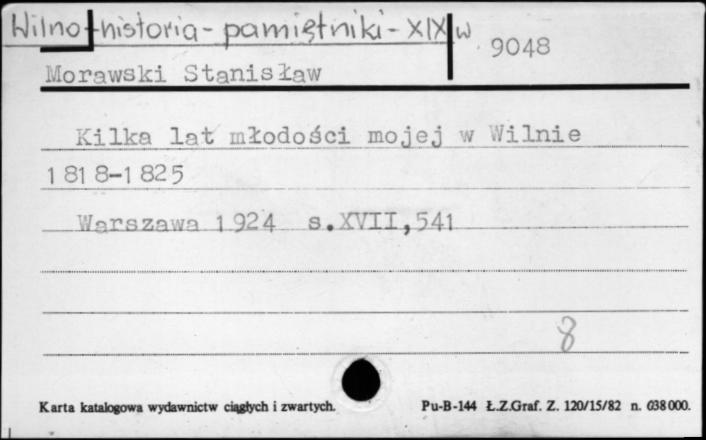 Wilno-historia-pamiętniki-XIX w
9048
Morawski Stanisław
Kilka lat młodości mojej w Wilnie
1818-1825
Warszawa 1924 s.XVII,541
8
Karta katalogowa wydawnictw ciągłych i zwartych. Pu-B-144 Ł.Z.Graf. Z. 120/15/82 n. 038000.